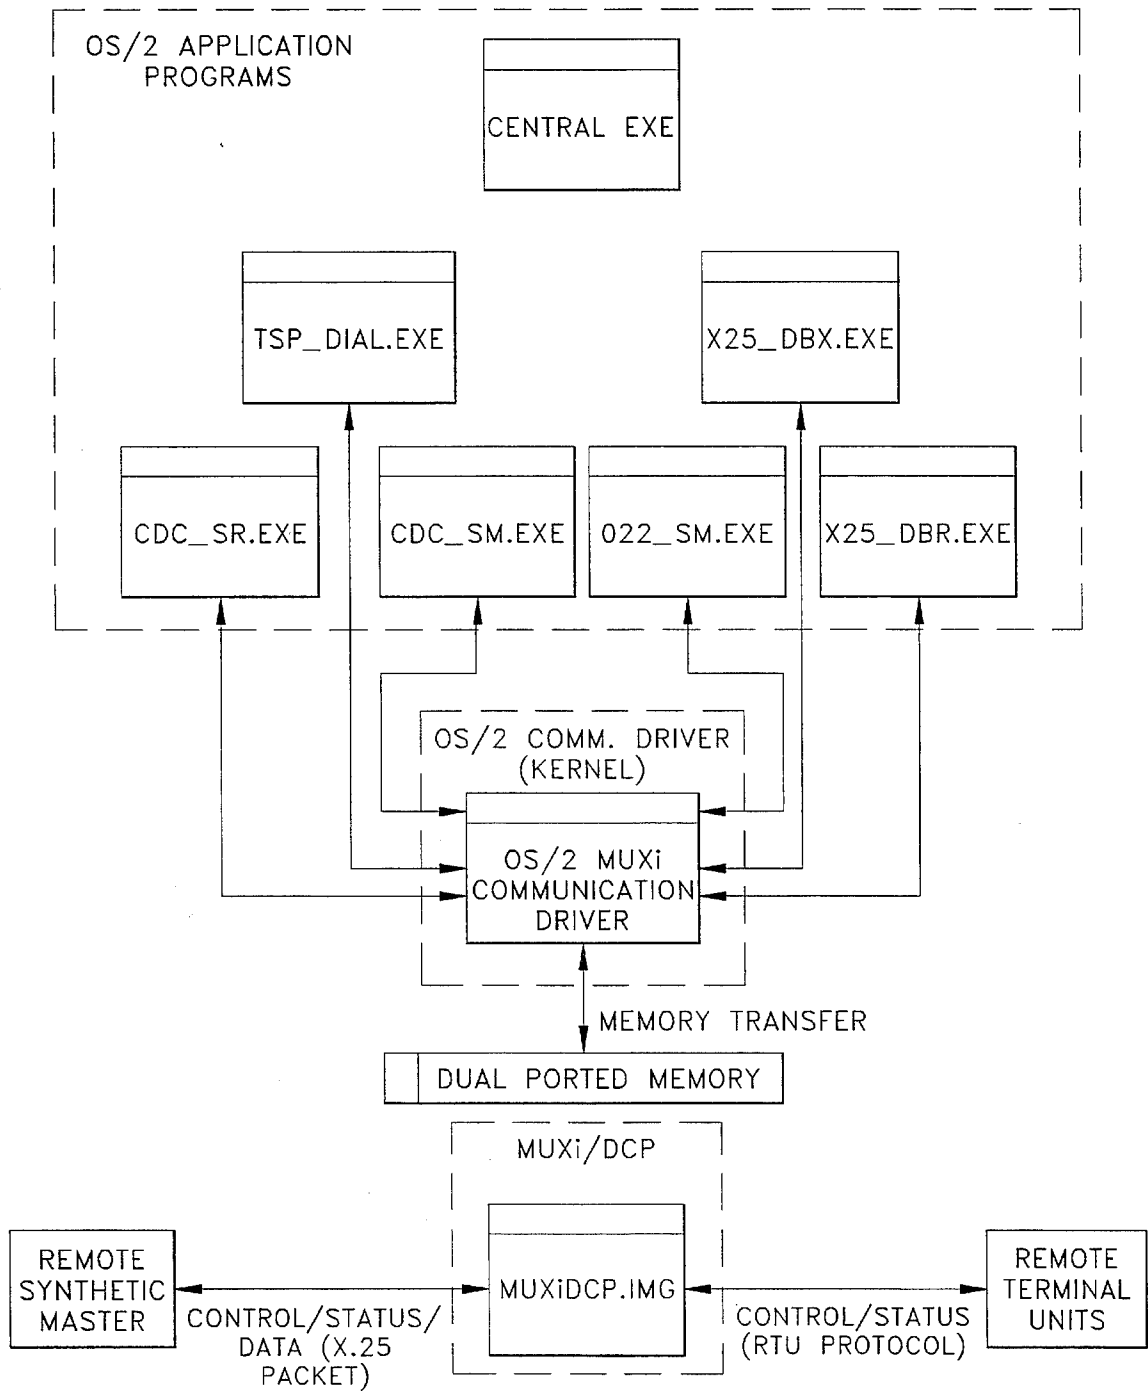 OS/2 APPLICATION
PROGRAMS
CENTRAL EXE
TSP_DIAL.EXE
X25_DBX.EXE
CDC_SR.EXE
CDC_SM.EXE
022_SM.EXE
X25_DBR.EXE
OS/2 COMM. DRIVER
(KERNEL)
OS/2 MUXi
COMMUNICATION
DRIVER
MEMORY TRANSFER
DUAL PORTED MEMORY
MUXi/DCP
REMOTE
SYNTHETIC
MASTER
MUXiDCP.IMG
REMOTE
TERMINAL
UNITS
CONTROL/STATUS/
DATA (X.25
PACKET)
CONTROL/STATUS
(RTU PROTOCOL)